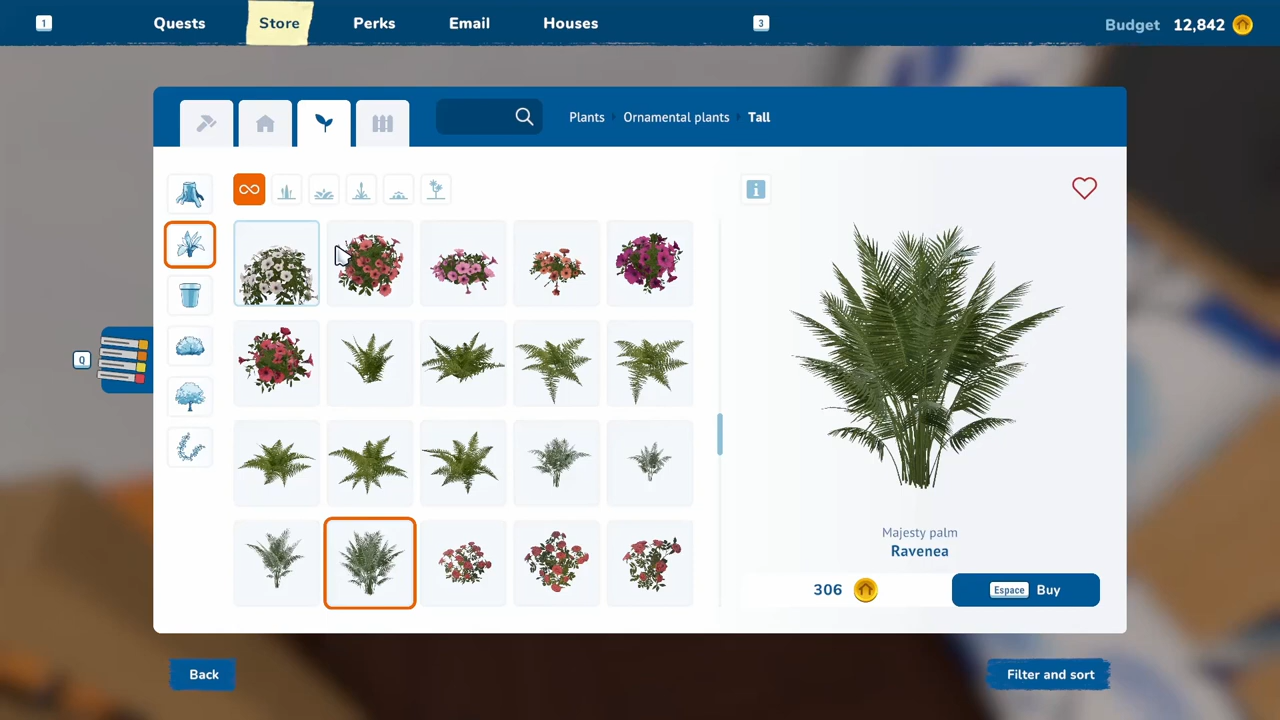 1 Quests Store Perks Email Houses 3 Budget 12,842
Plants Ornamental plants Tall
i
Q
Majesty palm
Ravenea
306 Espace Buy
Back Filter and sort